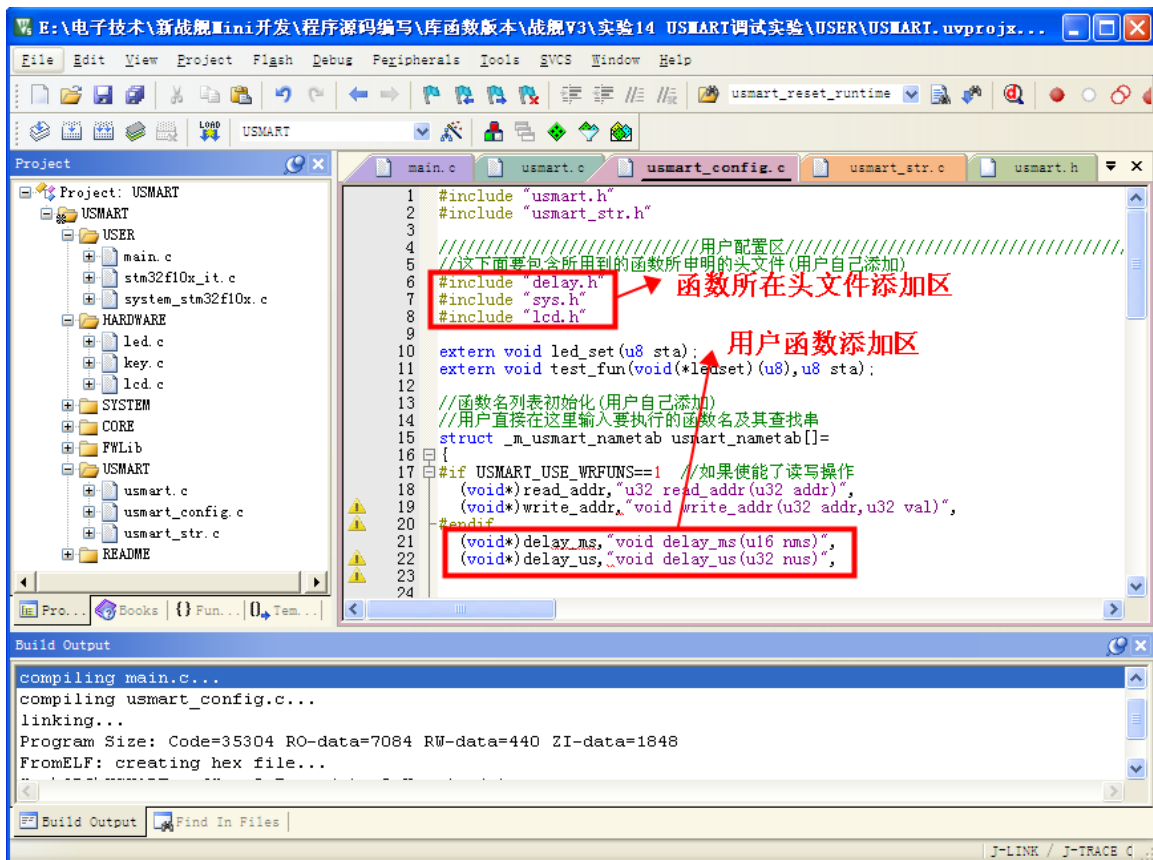 E:\电子技术\新战舰Mini开发\程序源码编写\库函数版本\战舰V3\实验14 USMART调试实验\USER\USMART.uvprojx...
File Edit View Project Flash Debug Peripherals Tools SVCS Window Help
usmart_reset_runtime
LOAD USMART
Project
main.c usmart.c usmart_config.c usmart_str.c usmart.h
Project: USMART
USMART
USER
main.c
stm32f10x_it.c
system_stm32f10x.c
HARDWARE
led.c
key.c
lcd.c
SYSTEM
CORE
FWLib
USMART
usmart.c
usmart_config.c
usmart_str.c
README
Pro... Books {} Fun... Tem...
1 #include "usmart.h"
2 #include "usmart_str.h"
3
4 ////////////////////////////用户配置区////////////////////////////////////,
5 //这下面要包含所用到的函数所申明的头文件(用户自己添加)
6 #include "delay.h"
7 #include "sys.h"
8 #include "lcd.h"
函数所在头文件添加区
9
用户函数添加区
10 extern void led_set(u8 sta);
11 extern void test_fun(void(*ledset)(u8),u8 sta);
12
13 //函数名列表初始化(用户自己添加)
14 //用户直接在这里输入要执行的函数名及其查找串
15 struct _m_usmart_nametab usmart_nametab[]=
16 {
17 #if USMART_USE_WRFUNS==1 //如果使能了读写操作
18 (void*)read_addr,"u32 read_addr(u32 addr)",
19 (void*)write_addr,"void write_addr(u32 addr,u32 val)",
20 #endif
21 (void*)delay_ms,"void delay_ms(u16 nms)",
22 (void*)delay_us,"void delay_us(u32 nus)",
23
24
Build Output
compiling main.c...
compiling usmart_config.c...
linking...
Program Size: Code=35304 RO-data=7084 RW-data=440 ZI-data=1848
FromELF: creating hex file...
Build Output Find In Files
J-LINK / J-TRACE C